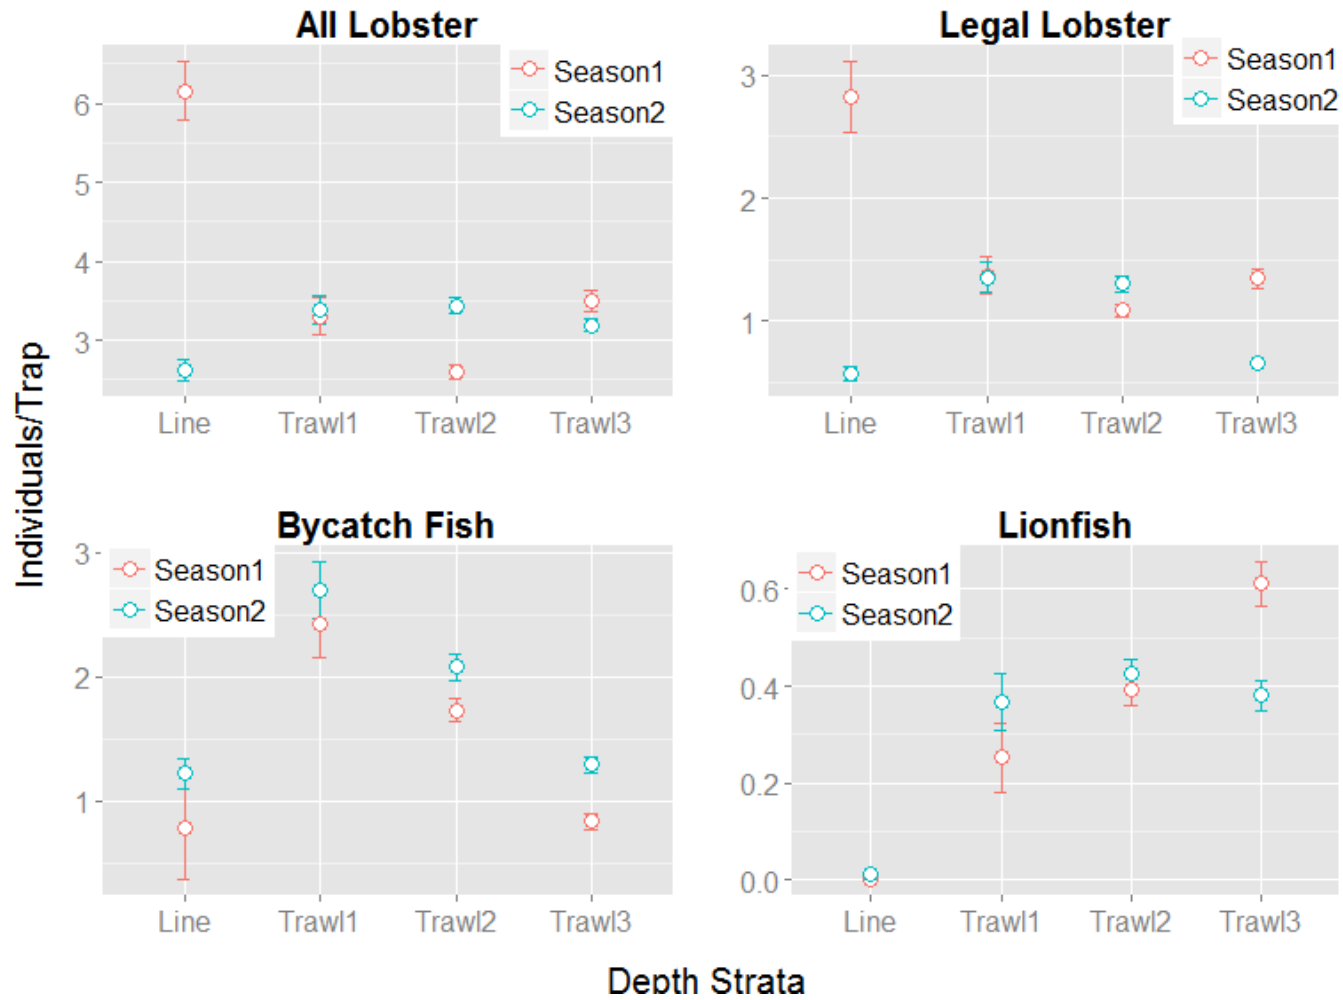 All Lobster
Season1
Season2
6
5
4
3
Line Trawl1 Trawl2 Trawl3
Legal Lobster
Season1
Season2
3
2
1
Line Trawl1 Trawl2 Trawl3
Individuals/Trap
Bycatch Fish
Season1
Season2
3
2
1
Line Trawl1 Trawl2 Trawl3
Lionfish
Season1
Season2
0.6
0.4
0.2
0.0
Line Trawl1 Trawl2 Trawl3
Depth Strata